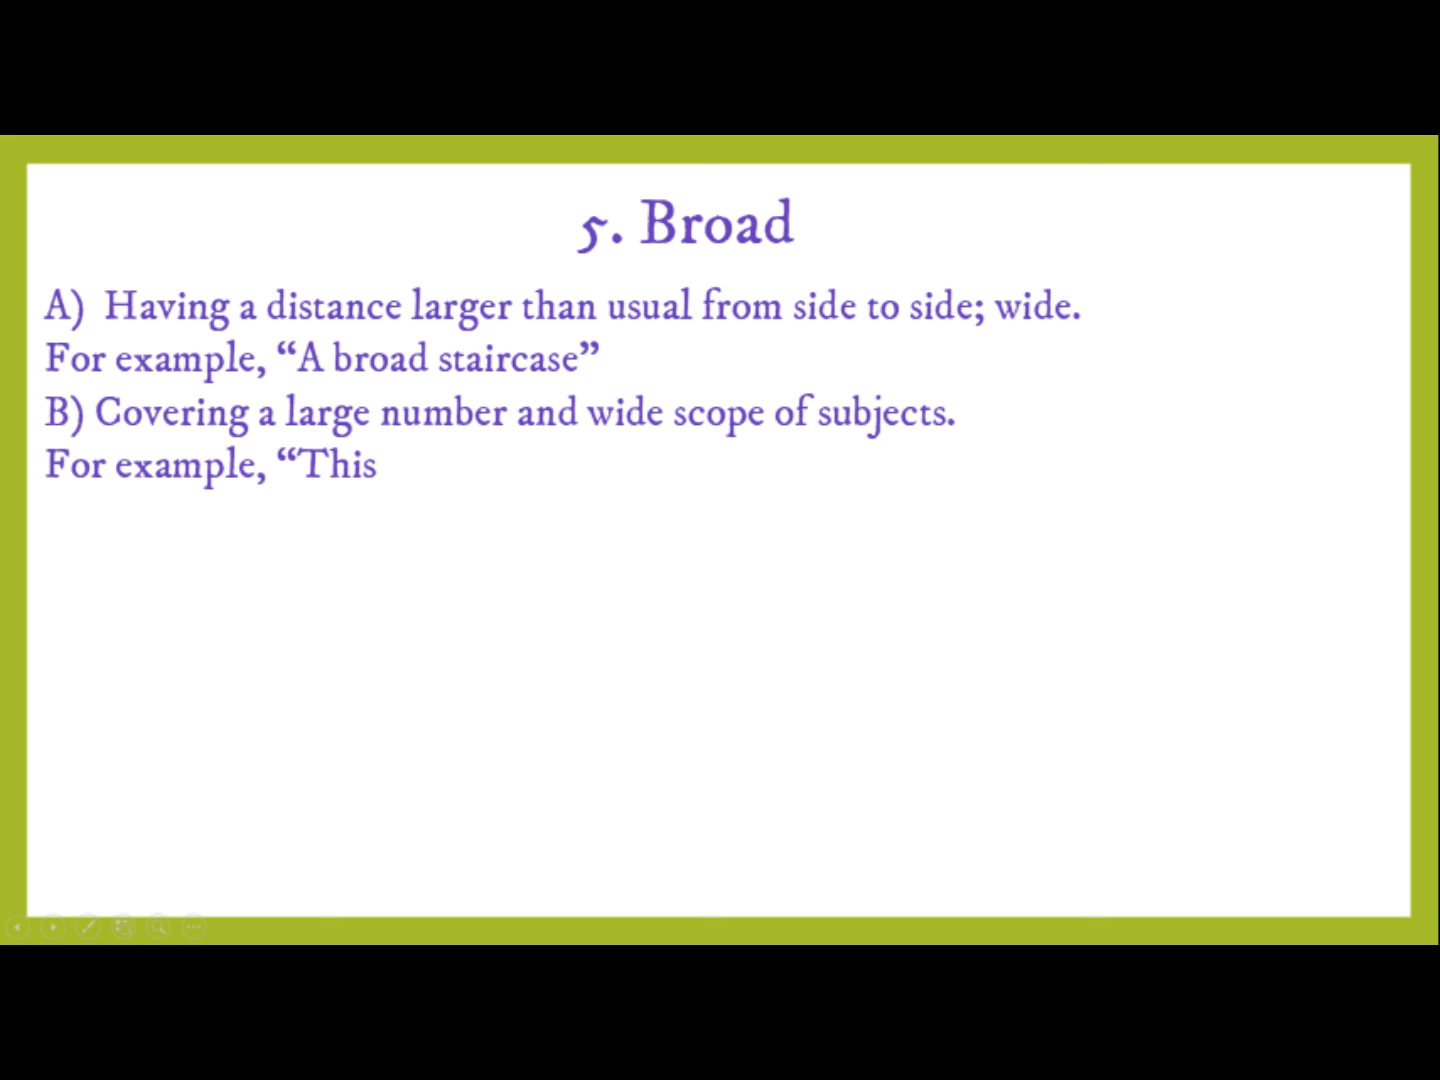 5. Broad
A) Having a distance larger than usual from side to side; wide.
For example, “A broad staircase”
B) Covering a large number and wide scope of subjects.
For example, “This